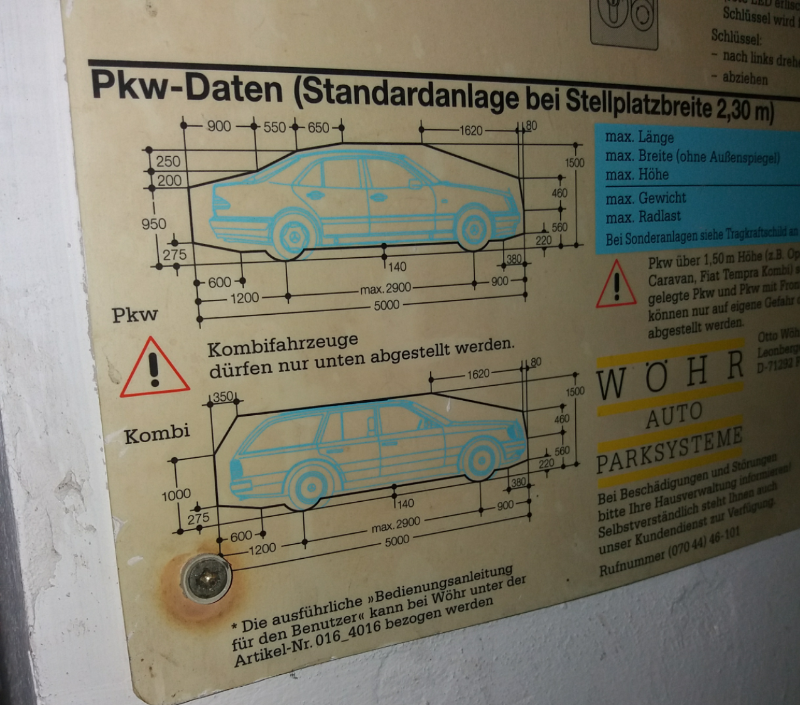 Schlüssel wird
Schlüssel:
– nach links drehe
– abziehen
Pkw-Daten (Standardanlage bei Stellplatzbreite 2,30 m)
900 550 650 1620 80
250
200
950
275
1500
460
560
220
380
140
600 max. 2900 900
1200
5000
Pkw
max. Länge
max. Breite (ohne Außenspiegel)
max. Höhe
max. Gewicht
max. Radlast
Bei Sonderanlagen siehe Tragkraftschild an
Pkw über 1,50 m Höhe (z.B. Op
Caravan, Fiat Tempra Kombi)
gelegte Pkw und Pkw mit Fron
können nur auf eigene Gefahr
abgestellt werden.
Kombifahrzeuge
dürfen nur unten abgestellt werden.
350 1620 80
Kombi
1000
275
1500
460
560
220
380
140
600 max. 2900 900
1200
5000
WÖHR
AUTO
PARKSYSTEME
Otto Wöh
Leonberg
D-71292
Bei Beschädigungen und Störungen
bitte Ihre Hausverwaltung informieren!
Selbstverständlich steht Ihnen auch
unser Kundendienst zur Verfügung.
Rufnummer (070 44) 46-101
* Die ausführliche »Bedienungsanleitung
für den Benutzer« kann bei Wöhr unter der
Artikel-Nr. 016_4016 bezogen werden